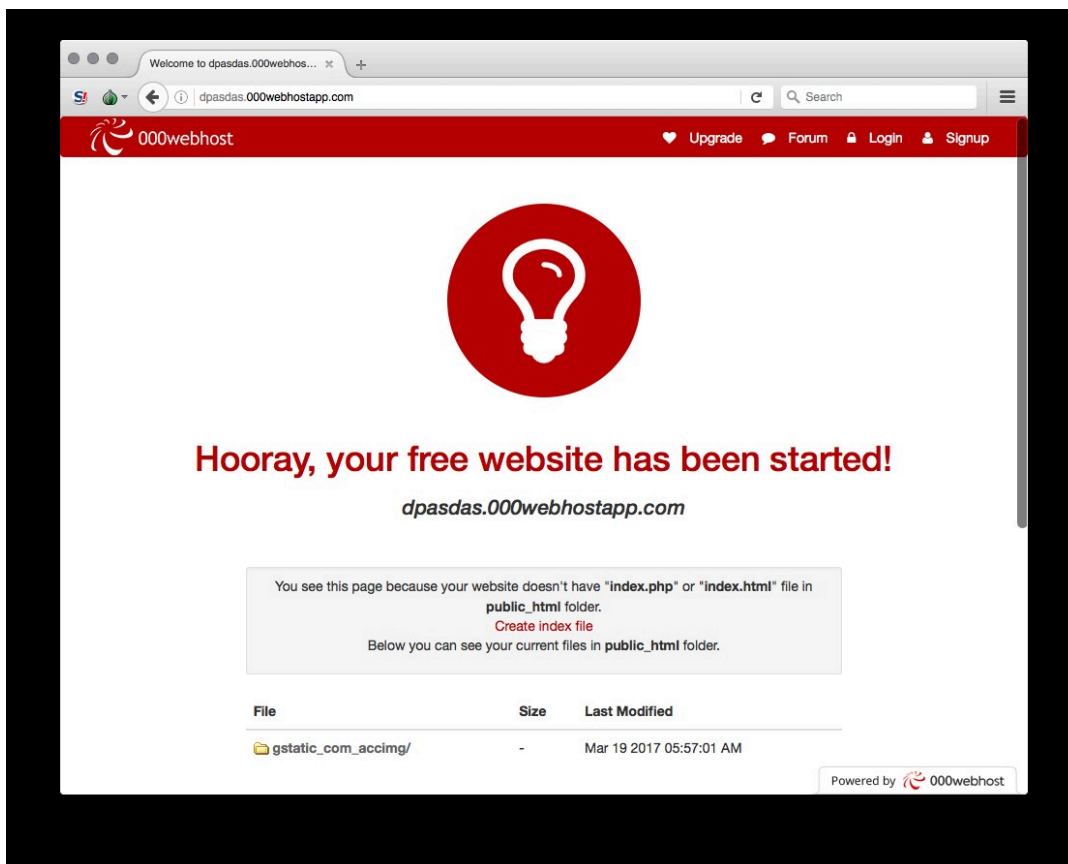 Welcome to dpasdas.000webhos...
dpasdas.000webhostapp.com
Search
000webhost
Upgrade
Forum
Login
Signup
Hooray, your free website has been started!
dpasdas.000webhostapp.com
You see this page because your website doesn't have "index.php" or "index.html" file in
public_html folder.
Create index file
Below you can see your current files in public_html folder.
File Size Last Modified
gstatic_com_accimg/ - Mar 19 2017 05:57:01 AM
Powered by 000webhost